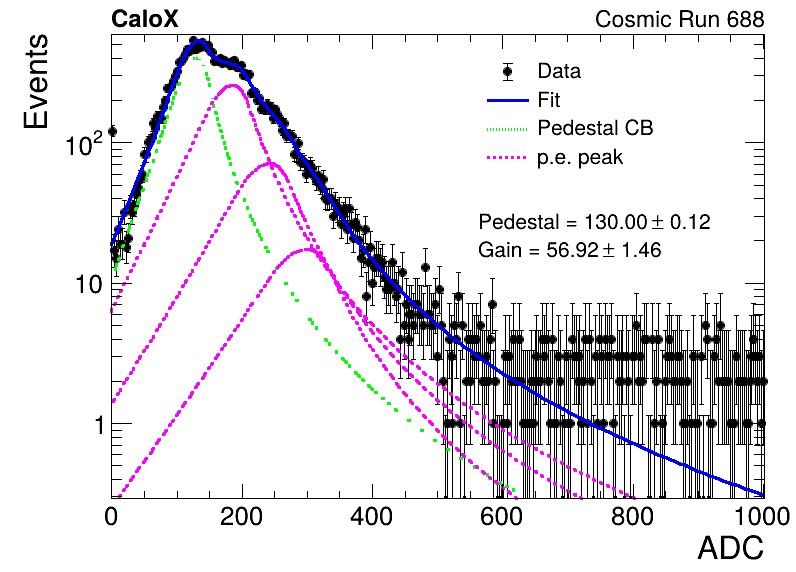 CaloX Cosmic Run 688
Events
Data
Fit
Pedestal CB
p.e. peak
Pedestal = 130.00 ± 0.12
Gain = 56.92 ± 1.46
10²
10
1
0 200 400 600 800 1000
ADC